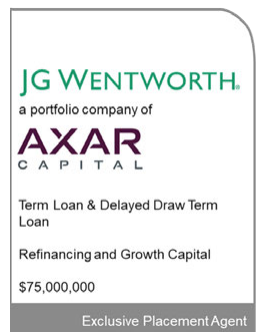 JG WENTWORTH®
a portfolio company of
AXAR
CAPITAL
Term Loan & Delayed Draw Term
Loan
Refinancing and Growth Capital
$75,000,000
Exclusive Placement Agent